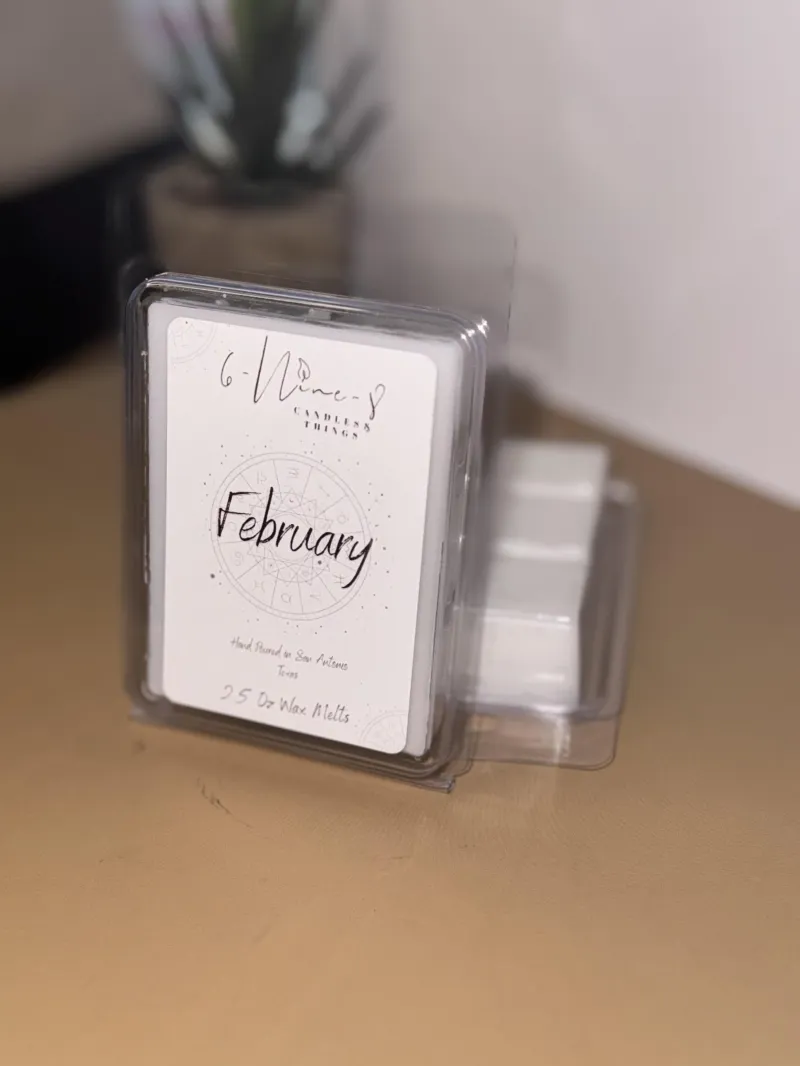 6-Nine-8
CANDLES &
THINGS
February
Hand Poured in San Antonio
Texas
2.5 Oz Wax Melts